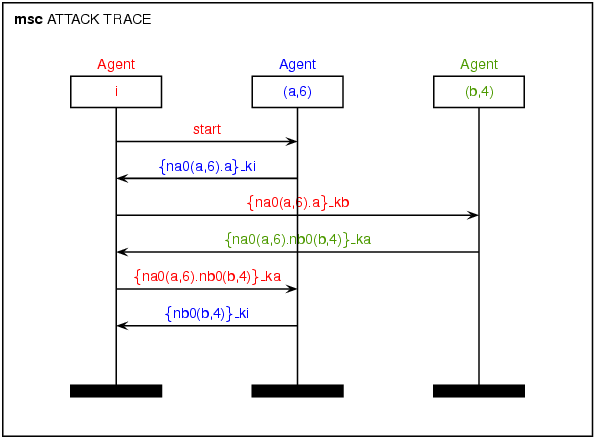 msc ATTACK TRACE
Agent Agent Agent
i (a,6) (b,4)
start
{na0(a,6).a}_ki
{na0(a,6).a}_kb
{na0(a,6).nb0(b,4)}_ka
{na0(a,6).nb0(b,4)}_ka
{nb0(b,4)}_ki